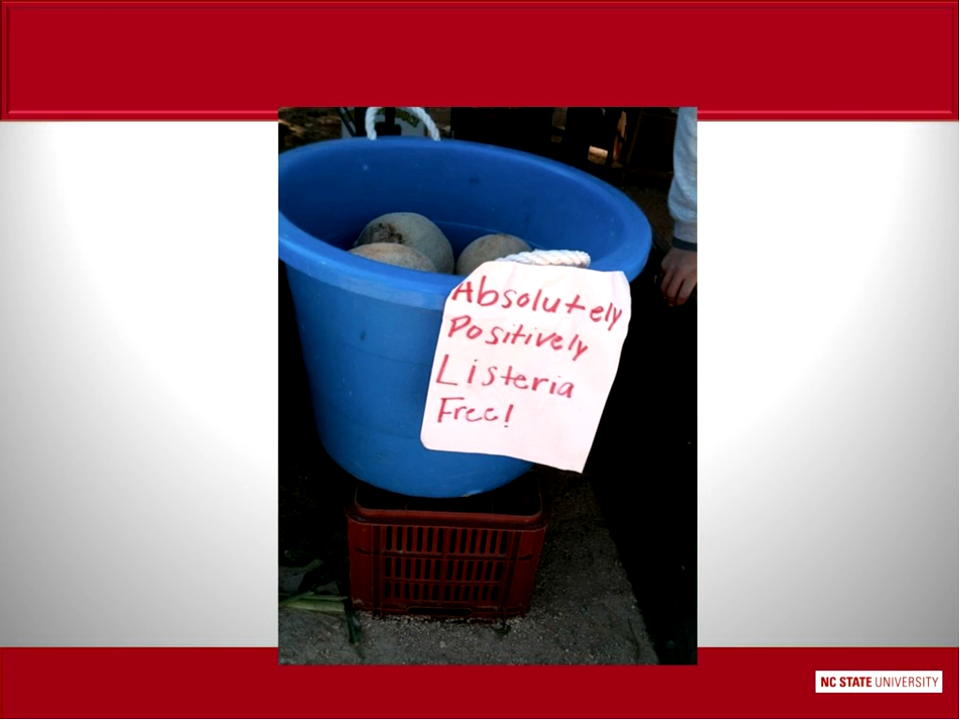 Absolutely
Positively
Listeria
Free!
NC STATE UNIVERSITY